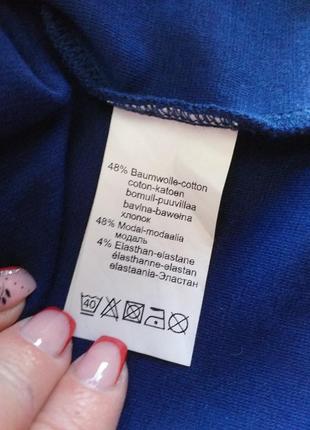 48% Baumwolle-cotton
coton-katoen
bomull-puuvillaa
bavlna-baweina
хлопок
48% Modal-modaalia
модаль
4% Elasthan-elastane
élasthanne-elastan
elastaania-Эластан
40